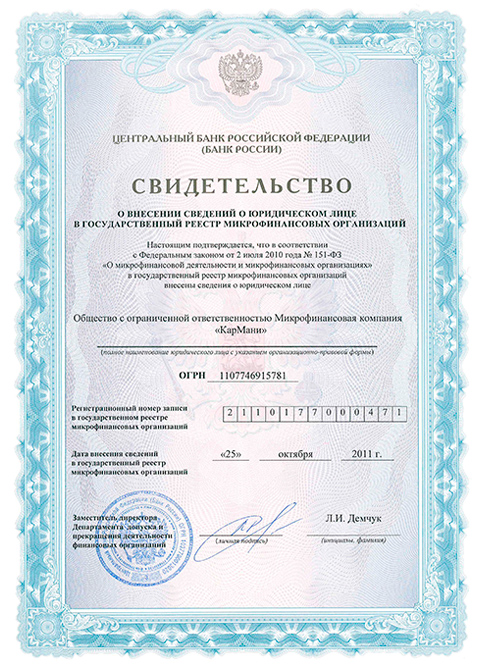 ЦЕНТРАЛЬНЫЙ БАНК РОССИЙСКОЙ ФЕДЕРАЦИИ
(БАНК РОССИИ)
СВИДЕТЕЛЬСТВО
О ВНЕСЕНИИ СВЕДЕНИЙ О ЮРИДИЧЕСКОМ ЛИЦЕ
В ГОСУДАРСТВЕННЫЙ РЕЕСТР МИКРОФИНАНСОВЫХ ОРГАНИЗАЦИЙ
Настоящим подтверждается, что в соответствии
с Федеральным законом от 2 июля 2010 года № 151-ФЗ
«О микрофинансовой деятельности и микрофинансовых организациях»
в государственный реестр микрофинансовых организаций
внесены сведения о юридическом лице
Общество с ограниченной ответственностью Микрофинансовая компания
«КарМани»
(полное наименование юридического лица с указанием организационно-правовой формы)
ОГРН 1107746915781
Регистрационный номер записи
в государственном реестре
микрофинансовых организаций
2 1 1 0 1 7 7 0 0 0 4 7 1
Дата внесения сведений
в государственный реестр
микрофинансовых организаций
«25» октября 2011 г.
Заместитель директора
Департамента допуска и
прекращения деятельности
финансовых организаций
(личная подпись)
Л.И. Демчук
(инициалы, фамилия)